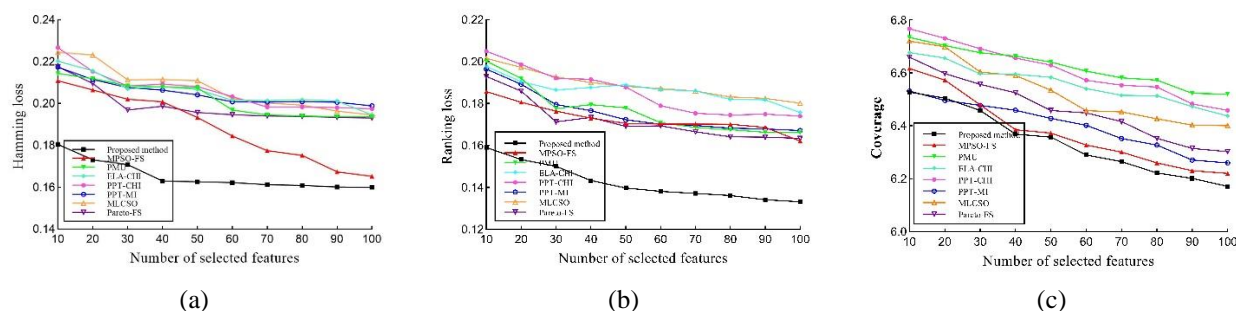 0.22
0.20
0.18
0.16
0.14
Hamming loss
Proposed method
MPSO-FS
PMU
ELA-CHI
PPT-CHI
PPT-MI
MLCSO
Pareto-FS
10 20 30 40 50 60 70 80 90 100
Number of selected features
(a)
0.22
0.20
0.18
0.16
0.14
0.12
Ranking loss
Proposed method
MPSO-FS
PMU
ELA-CHI
PPT-CHI
PPT-MI
MLCSO
Pareto-FS
10 20 30 40 50 60 70 80 90 100
Number of selected features
(b)
6.8
6.6
6.4
6.2
6.0
Coverage
Proposed method
MPSO-FS
PMU
ELA-CHI
PPT-CHI
PPT-MI
MLCSO
Pareto-FS
10 20 30 40 50 60 70 80 90 100
Number of selected features
(c)